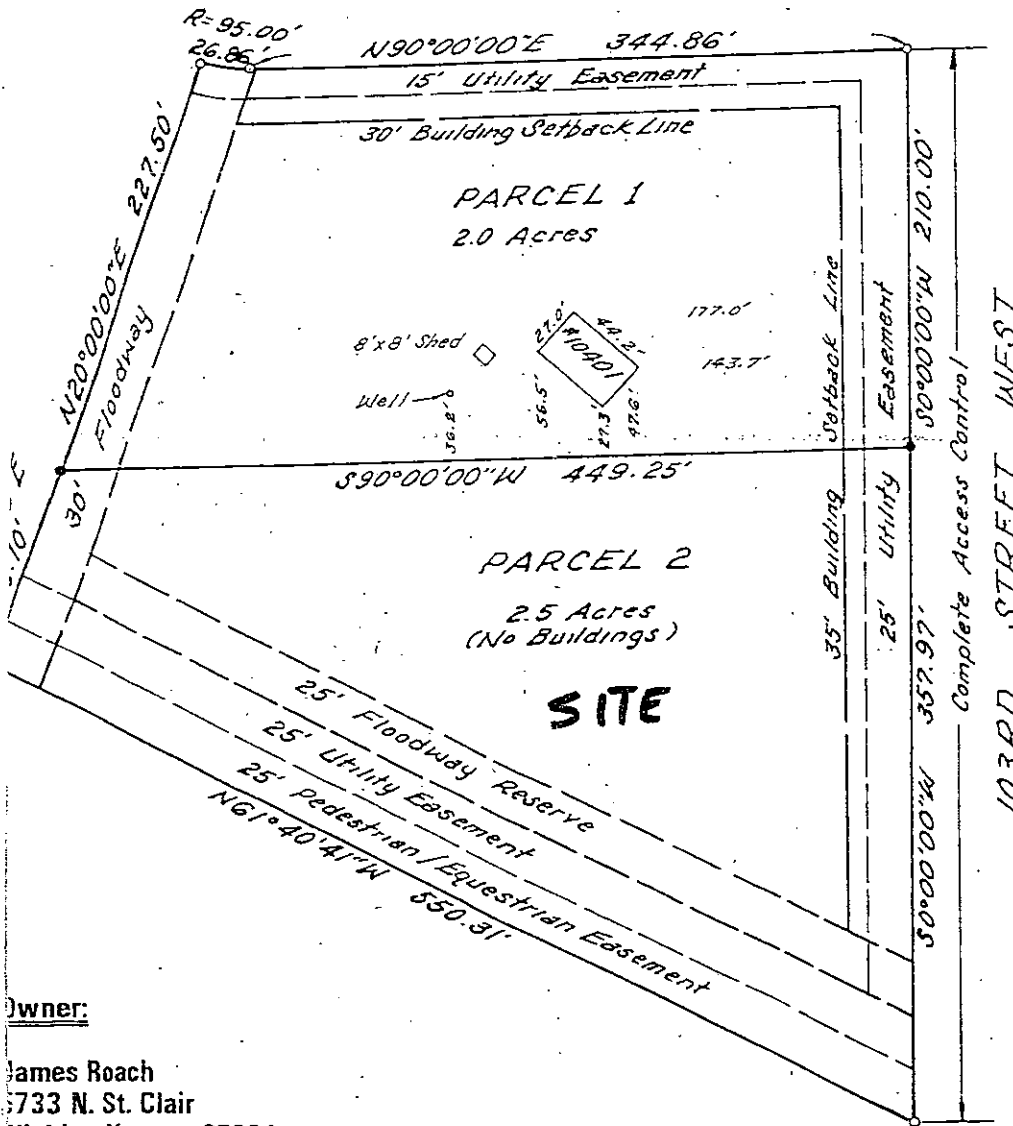 R=95.00'
26.86'
N90°00'00"E 344.86'
15' Utility Easement
30' Building Setback Line
N20°00'00"E 227.50'
Floodway
30'
PARCEL 1
2.0 Acres
8'x8' Shed
Well
36.2'
27.0'
44.2'
#10401
56.5'
27.3'
47.6'
177.0'
143.7'
S0°00'00"W 210.00'
Complete Access Control
103RD STREET WEST
35' Building Setback Line
25' Utility Easement
S90°00'00"W 449.25'
PARCEL 2
2.5 Acres
(No Buildings)
SITE
.10' E
S0°00'00"W 357.97'
25' Floodway Reserve
25' Utility Easement
25' Pedestrian/Equestrian Easement
N61°40'41"W 550.31'
Owner:
James Roach
733 N. St. Clair